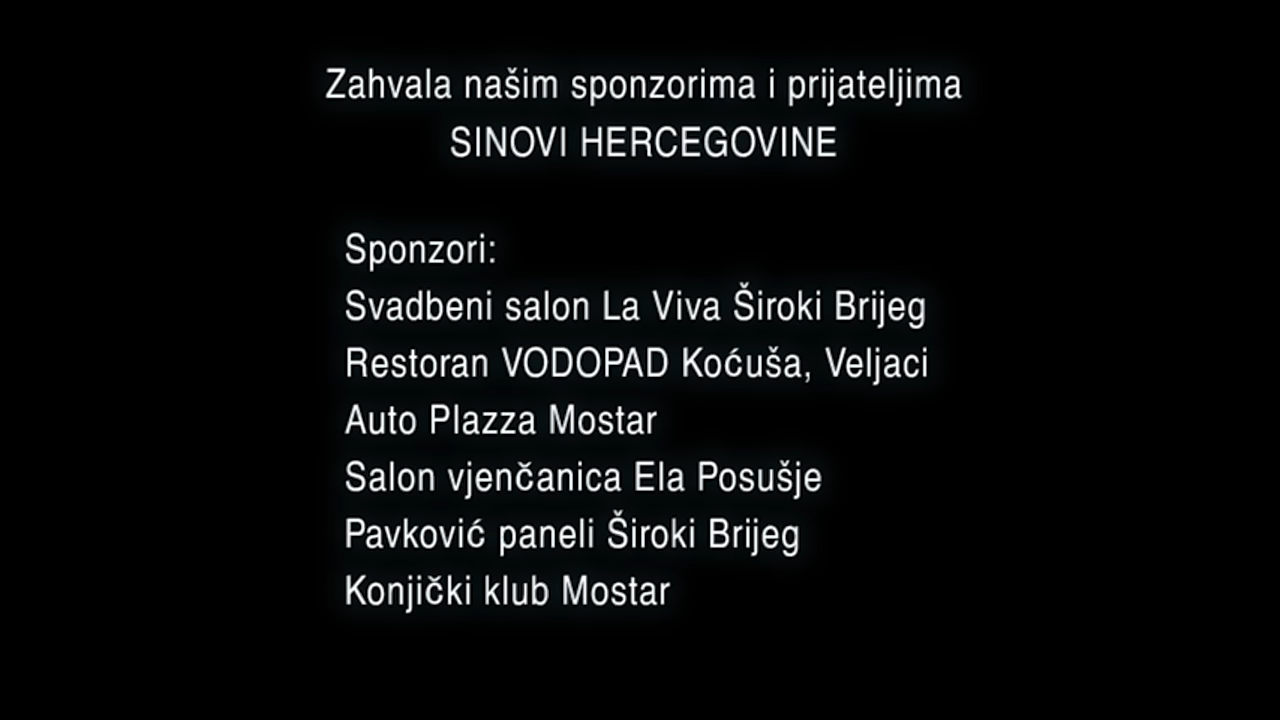 Zahvala našim sponzorima i prijateljima
SINOVI HERCEGOVINE
Sponzori:
Svadbeni salon La Viva Široki Brijeg
Restoran VODOPAD Koćuša, Veljaci
Auto Plazza Mostar
Salon vjenčanica Ela Posušje
Pavković paneli Široki Brijeg
Konjički klub Mostar